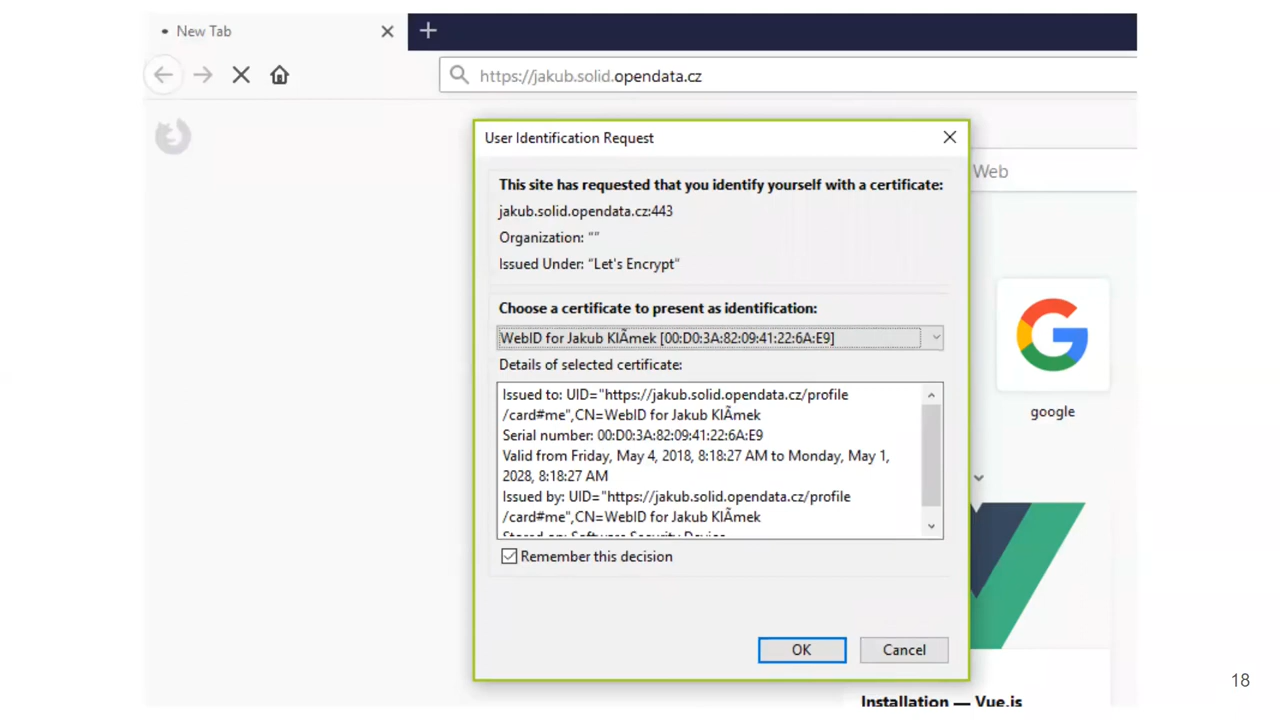 New Tab
https://jakub.solid.opendata.cz
User Identification Request
Web
This site has requested that you identify yourself with a certificate:
jakub.solid.opendata.cz:443
Organization: “”
Issued Under: “Let's Encrypt”
Choose a certificate to present as identification:
WebID for Jakub KlÃmek [00:D0:3A:82:09:41:22:6A:E9]
Details of selected certificate:
Issued to: UID="https://jakub.solid.opendata.cz/profile
/card#me",CN=WebID for Jakub KlÃmek
Serial number: 00:D0:3A:82:09:41:22:6A:E9
Valid from Friday, May 4, 2018, 8:18:27 AM to Monday, May 1,
2028, 8:18:27 AM
Issued by: UID="https://jakub.solid.opendata.cz/profile
/card#me",CN=WebID for Jakub KlÃmek
Stored on: Software Security Device
Remember this decision
google
OK
Cancel
Installation — Vue.js
18